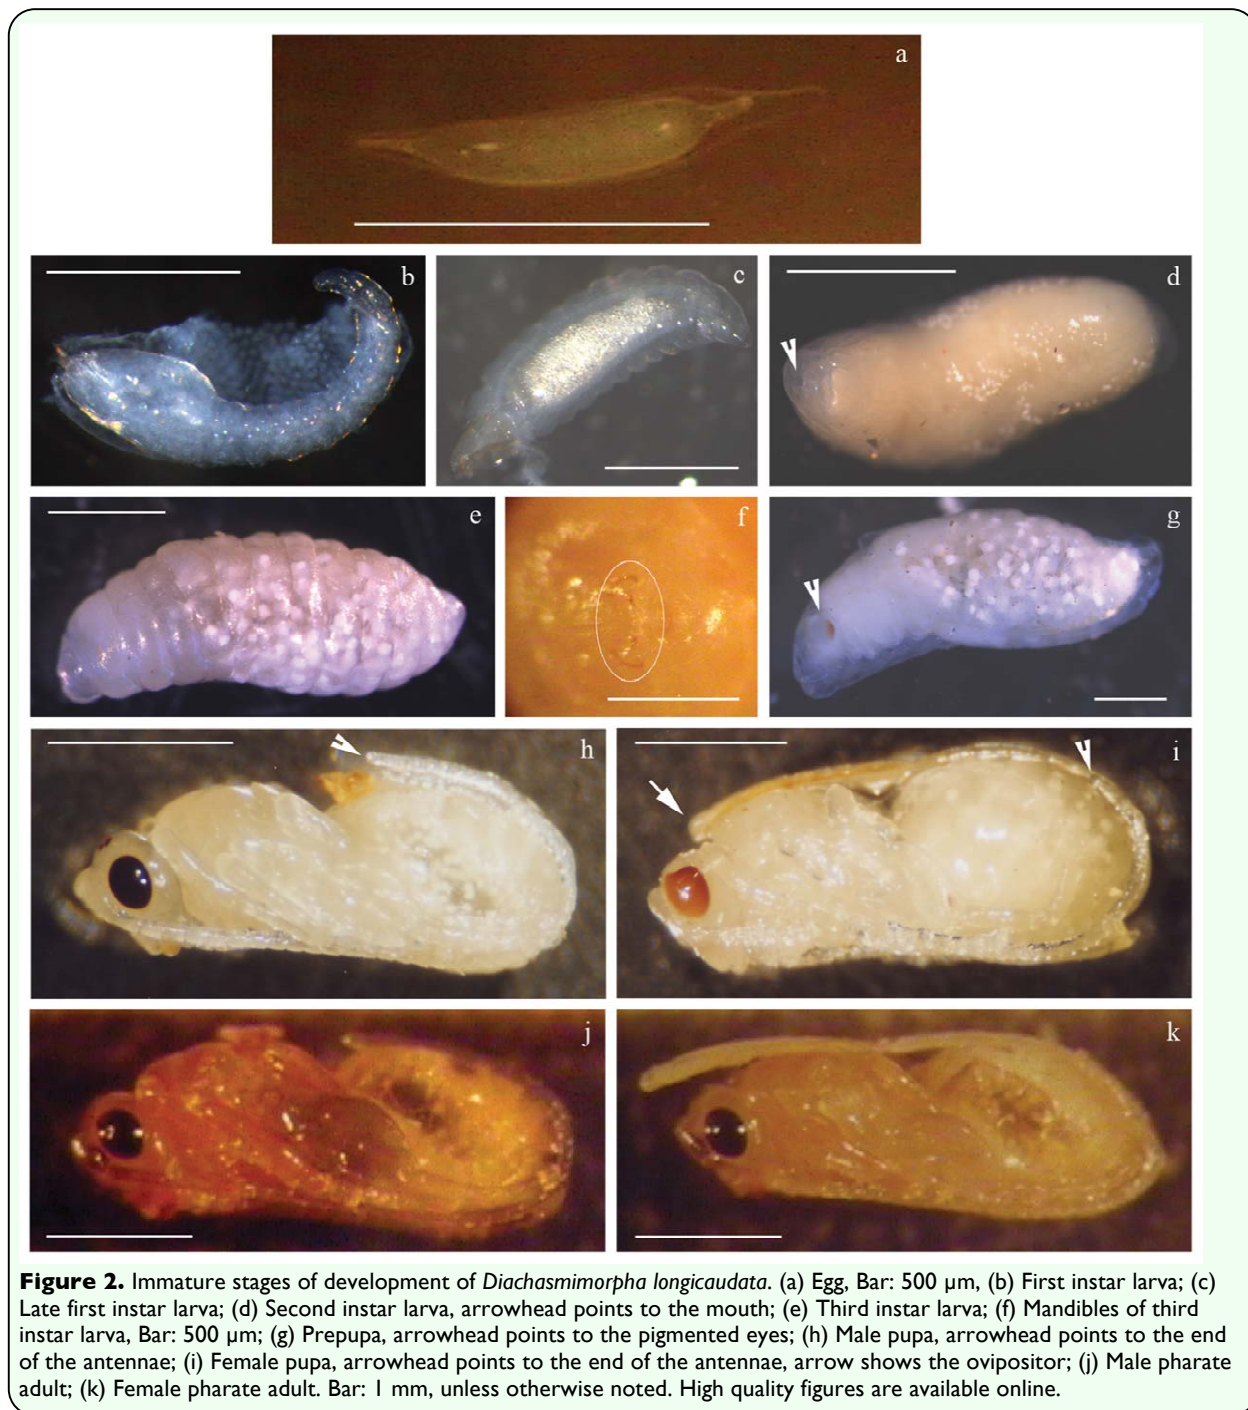 a
b
c
d
e
f
g
h
i
j
k
Figure 2. Immature stages of development of Diachasmimorpha longicaudata. (a) Egg, Bar: 500 µm, (b) First instar larva; (c)
Late first instar larva; (d) Second instar larva, arrowhead points to the mouth; (e) Third instar larva; (f) Mandibles of third
instar larva, Bar: 500 µm; (g) Prepupa, arrowhead points to the pigmented eyes; (h) Male pupa, arrowhead points to the end
of the antennae; (i) Female pupa, arrowhead points to the end of the antennae, arrow shows the ovipositor; (j) Male pharate
adult; (k) Female pharate adult. Bar: 1 mm, unless otherwise noted. High quality figures are available online.